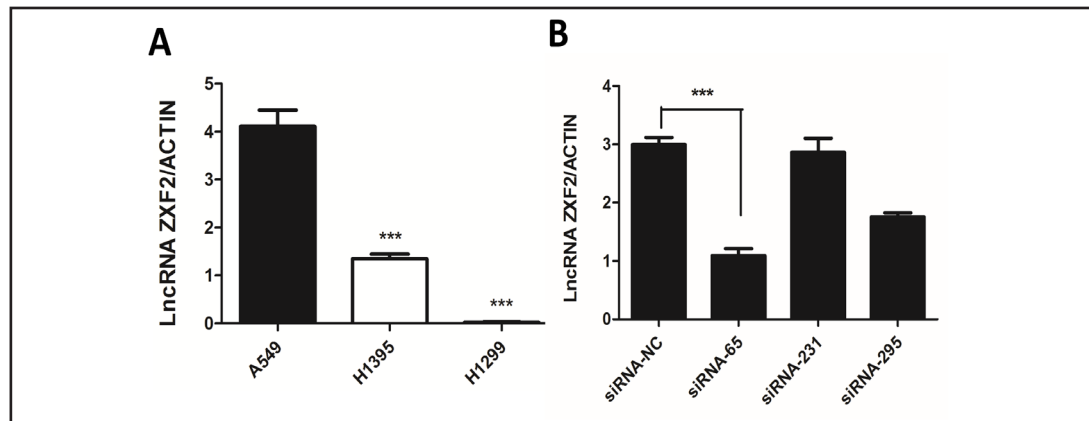 A
LncRNA ZXF2/ACTIN
5
4
3
2
1
0
***
***
A549
H1395
H1299
B
LncRNA ZXF2/ACTIN
4
3
2
1
0
***
siRNA-NC
siRNA-65
siRNA-231
siRNA-295